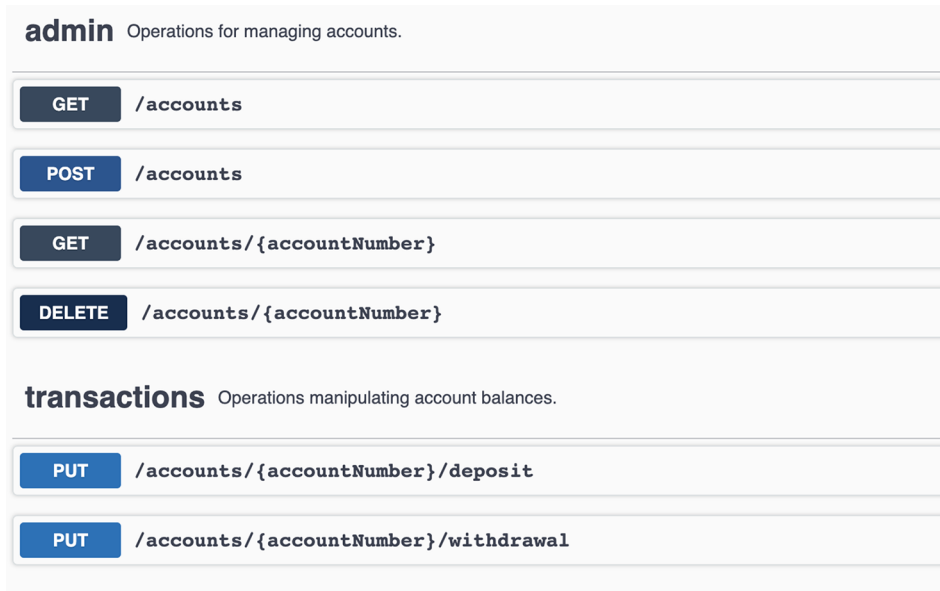 admin Operations for managing accounts.
GET /accounts
POST /accounts
GET /accounts/{accountNumber}
DELETE /accounts/{accountNumber}
transactions Operations manipulating account balances.
PUT /accounts/{accountNumber}/deposit
PUT /accounts/{accountNumber}/withdrawal